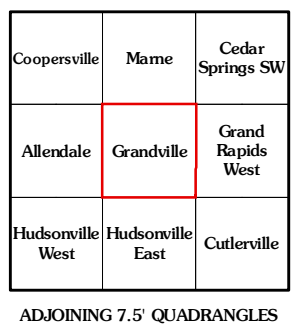 Coopersville
Marne
Cedar
Springs SW
Allendale
Grandville
Grand
Rapids
West
Hudsonville
West
Hudsonville
East
Cutlerville
ADJOINING 7.5' QUADRANGLES